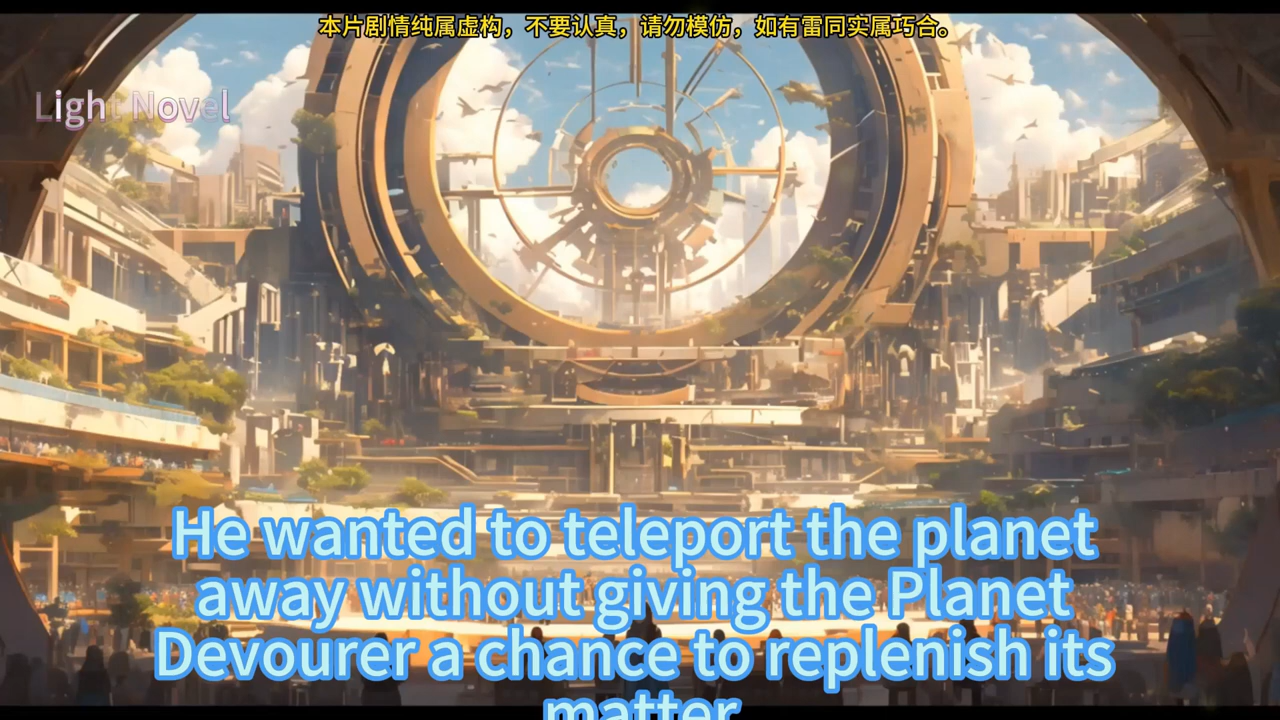 本片剧情纯属虚构，不要认真，请勿模仿，如有雷同实属巧合。
Light Novel
He wanted to teleport the planet
away without giving the Planet
Devourer a chance to replenish its
matter